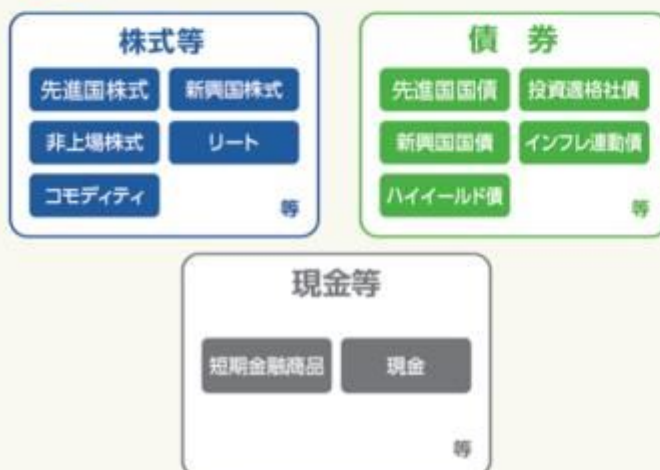 株式等
先進国株式 新興国株式
非上場株式 リート
コモディティ
等
債 券
先進国国債 投資適格社債
新興国国債 インフレ連動債
ハイイールド債
等
現金等
短期金融商品 現金
等